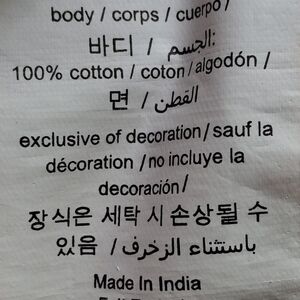 body / corps / cuerpo /
바디 / الجسم:
100% cotton / coton / algodón /
면 / القطن
exclusive of decoration / sauf la
décoration / no incluye la
decoración /
장식은 세탁 시 손상될 수
있음 / باستثناء الزخرف
Made In India